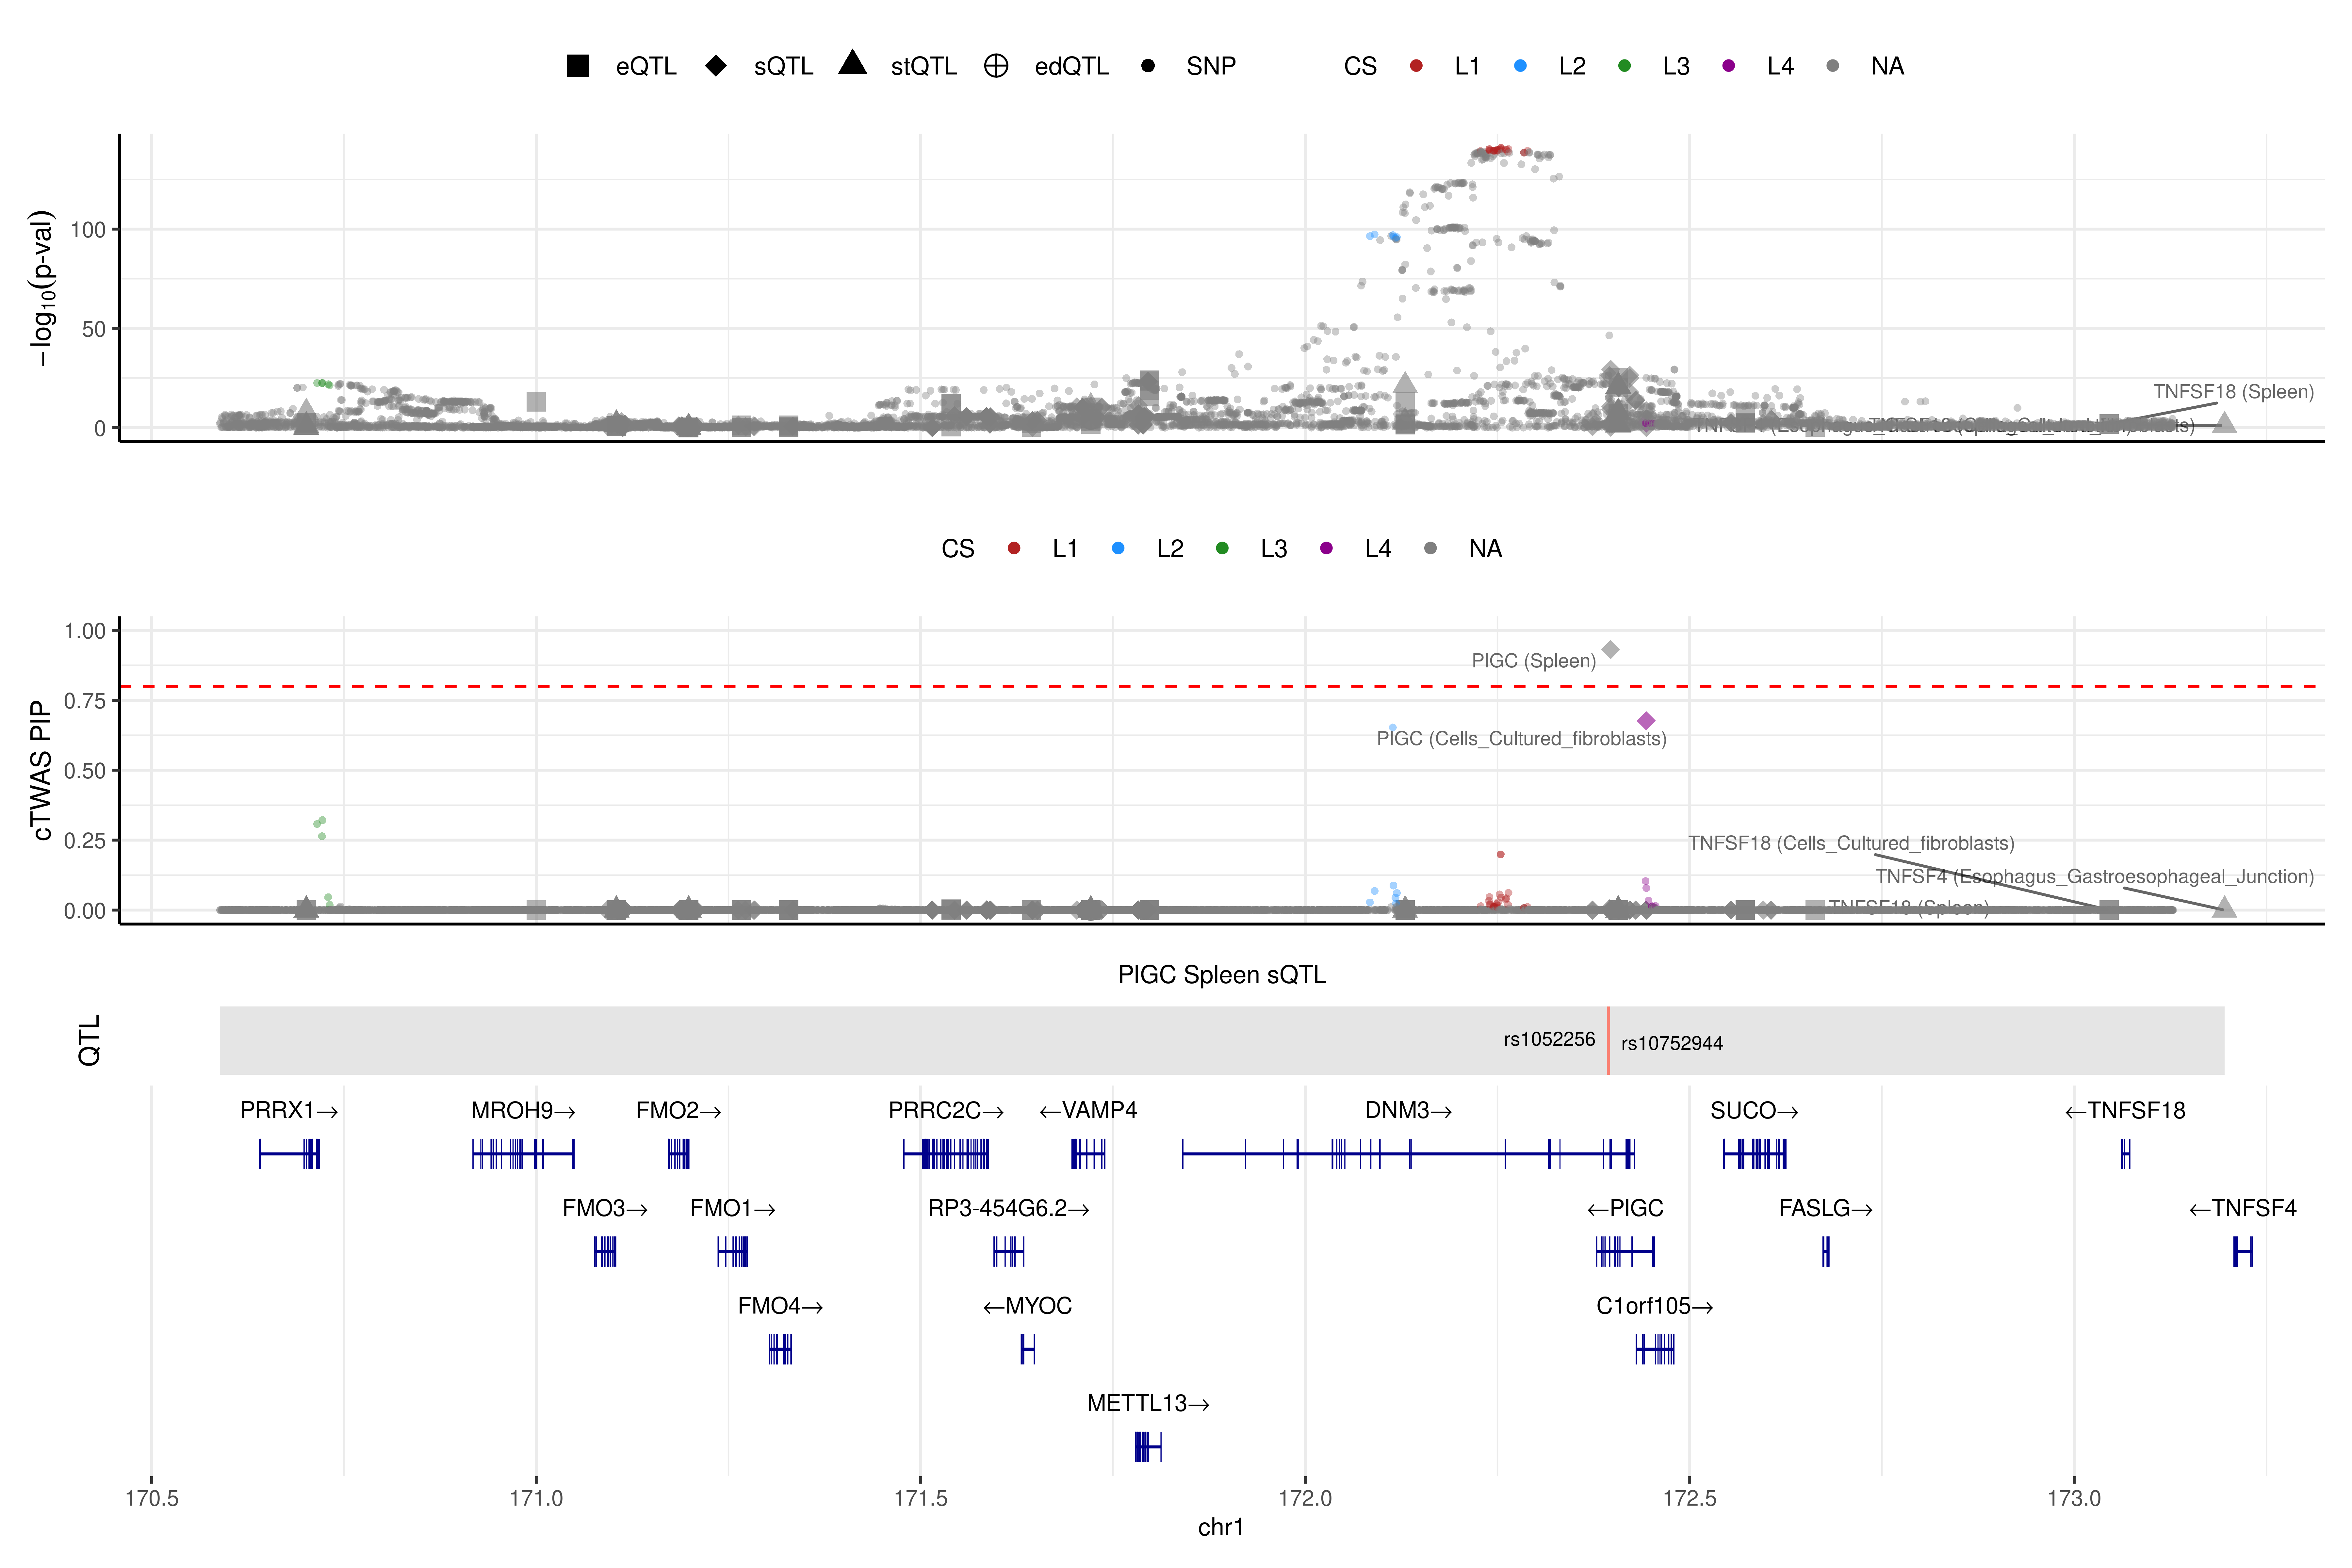 eQTL sQTL stQTL edQTL SNP CS L1 L2 L3 L4 NA
−log10(p-val)
100
50
0
TNFSF18 (Spleen)
CS L1 L2 L3 L4 NA
cTWAS PIP
1.00
0.75
0.50
0.25
0.00
PIGC (Spleen)
PIGC (Cells_Cultured_fibroblasts)
TNFSF18 (Cells_Cultured_fibroblasts)
TNFSF4 (Esophagus_Gastroesophageal_Junction)
TNFSF18 (Spleen)
PIGC Spleen sQTL
QTL
rs1052256
rs10752944
PRRX1→ MROH9→ FMO2→ PRRC2C→ ←VAMP4 DNM3→ SUCO→ ←TNFSF18
FMO3→ FMO1→ RP3-454G6.2→ ←PIGC FASLG→ ←TNFSF4
FMO4→ ←MYOC C1orf105→
METTL13→
170.5 171.0 171.5 172.0 172.5 173.0
chr1